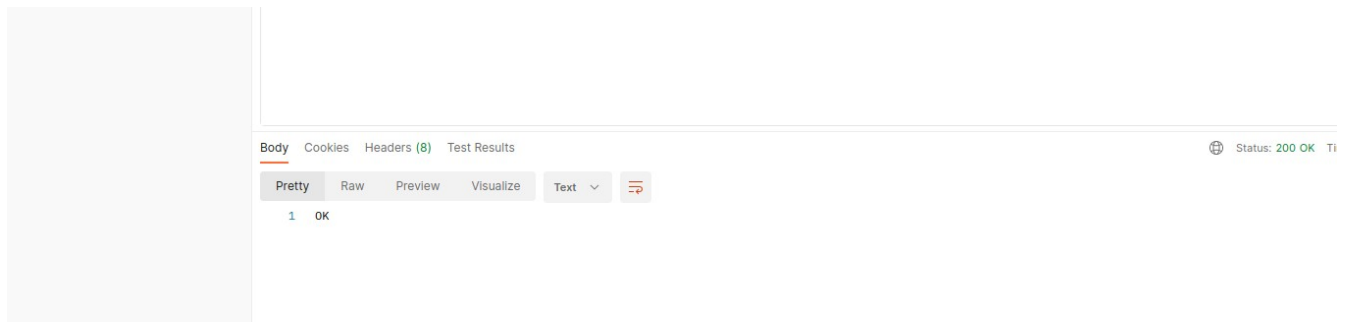 Body Cookies Headers (8) Test Results Status: 200 OK
Pretty Raw Preview Visualize Text
1 OK